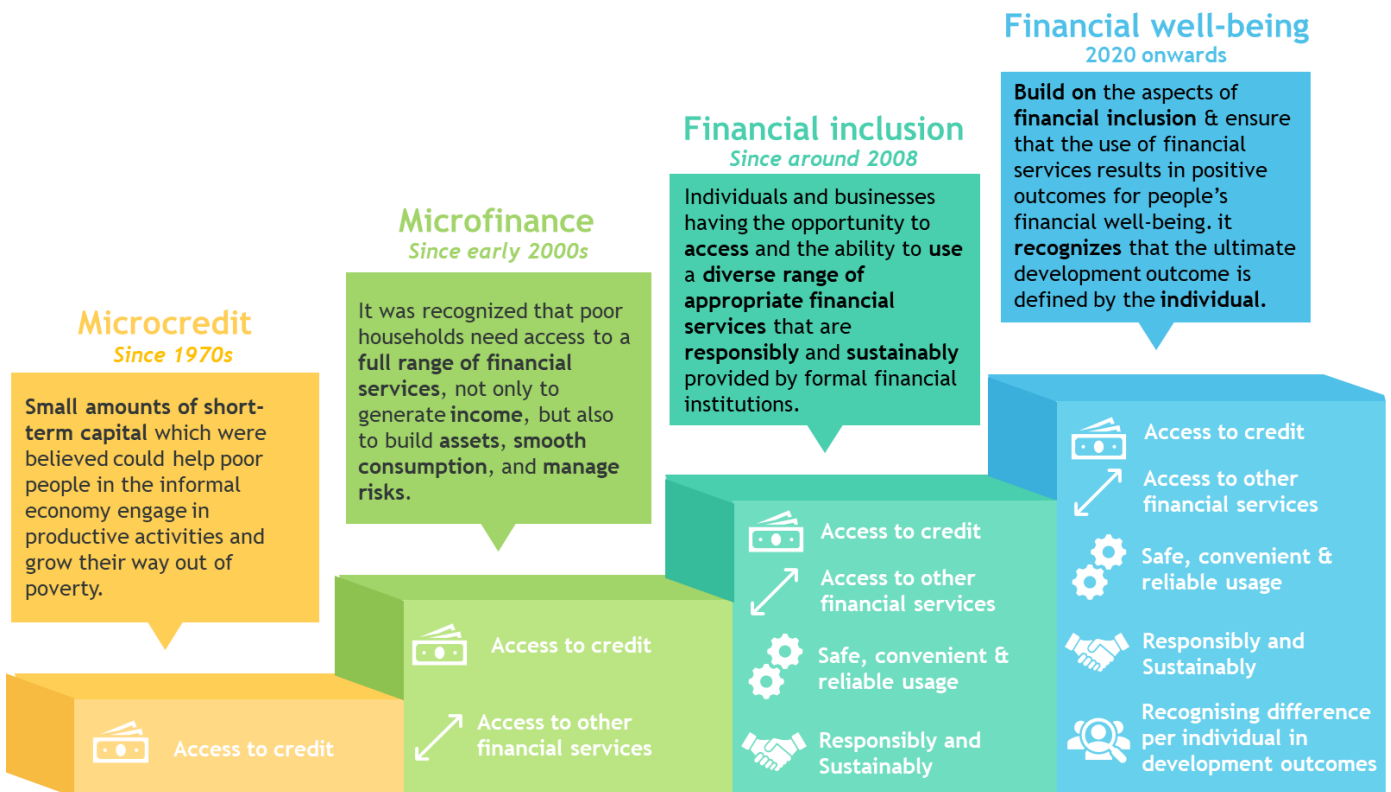 Microcredit
Since 1970s
Small amounts of short-
term capital which were
believed could help poor
people in the informal
economy engage in
productive activities and
grow their way out of
poverty.
Access to credit
Microfinance
Since early 2000s
It was recognized that poor
households need access to a
full range of financial
services, not only to
generate income, but also
to build assets, smooth
consumption, and manage
risks.
Access to credit
Access to other
financial services
Financial inclusion
Since around 2008
Individuals and businesses
having the opportunity to
access and the ability to use
a diverse range of
appropriate financial
services that are
responsibly and sustainably
provided by formal financial
institutions.
Access to credit
Access to other
financial services
Safe, convenient &
reliable usage
Responsibly and
Sustainably
Financial well-being
2020 onwards
Build on the aspects of
financial inclusion & ensure
that the use of financial
services results in positive
outcomes for people's
financial well-being. it
recognizes that the ultimate
development outcome is
defined by the individual.
Access to credit
Access to other
financial services
Safe, convenient &
reliable usage
Responsibly and
Sustainably
Recognising difference
per individual in
development outcomes